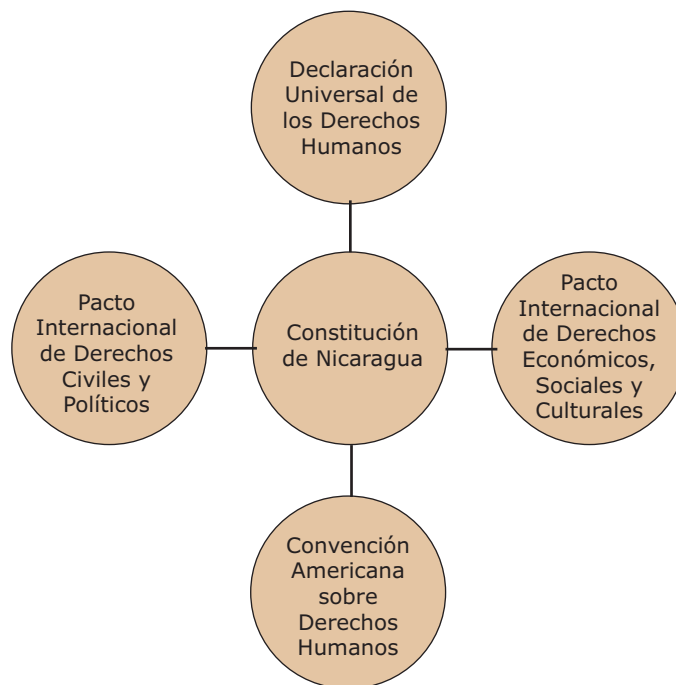 Declaración
Universal de
los Derechos
Humanos
Pacto
Internacional
de Derechos
Civiles y
Políticos
Constitución
de Nicaragua
Pacto
Internacional
de Derechos
Económicos,
Sociales y
Culturales
Convención
Americana
sobre
Derechos
Humanos